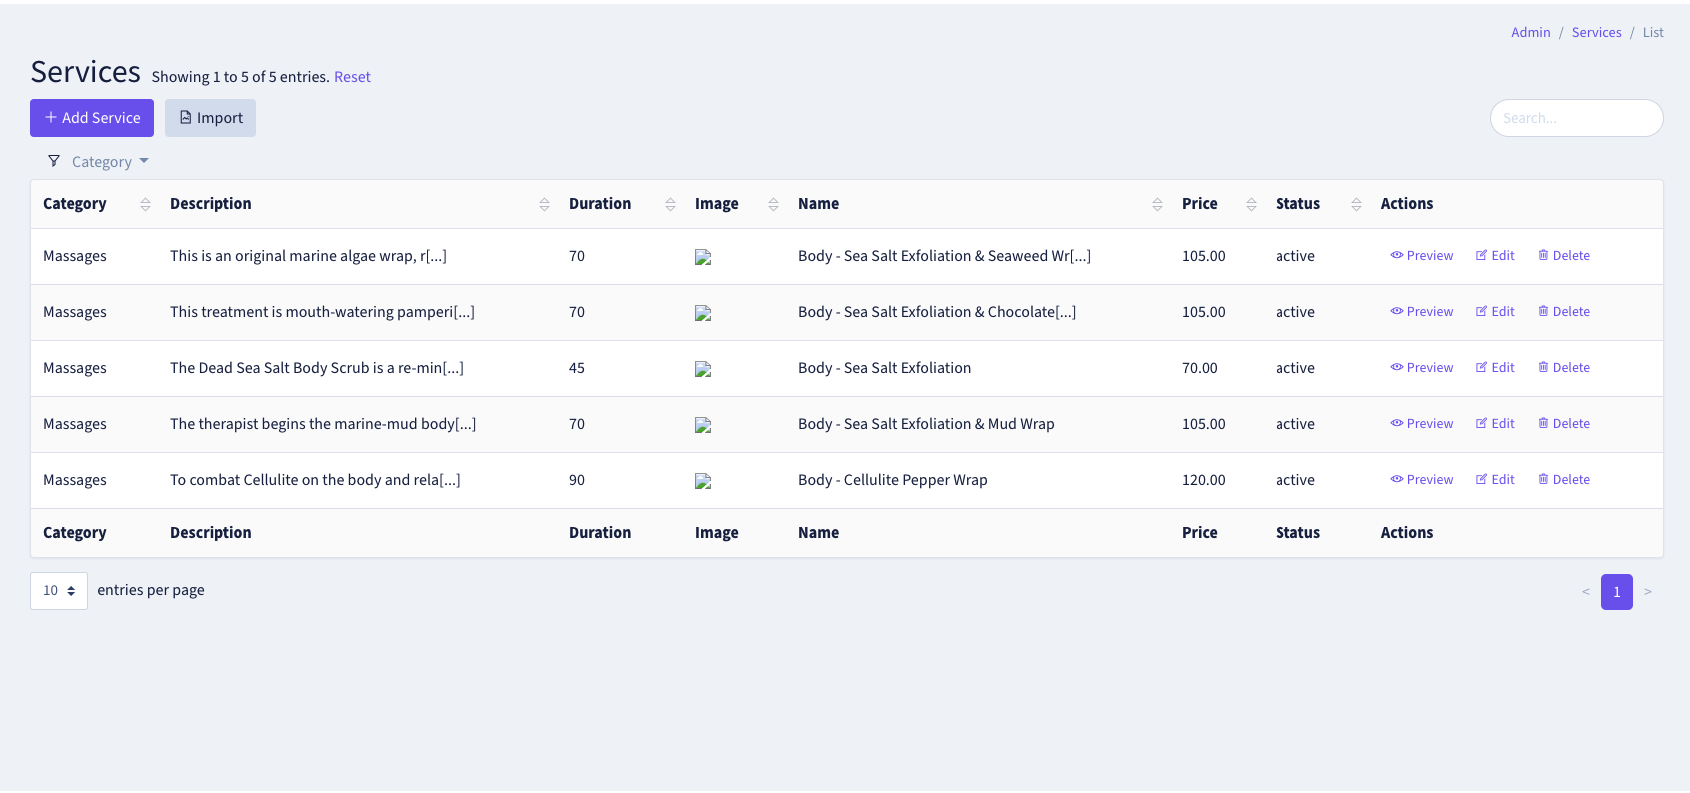 Admin / Services / List
Services Showing 1 to 5 of 5 entries. Reset
Add Service Import Search...
Category
Category Description Duration Image Name Price Status Actions
Massages This is an original marine algae wrap, r[...] 70 Body - Sea Salt Exfoliation & Seaweed Wr[...] 105.00 active Preview Edit Delete
Massages This treatment is mouth-watering pamperi[...] 70 Body - Sea Salt Exfoliation & Chocolate[...] 105.00 active Preview Edit Delete
Massages The Dead Sea Salt Body Scrub is a re-min[...] 45 Body - Sea Salt Exfoliation 70.00 active Preview Edit Delete
Massages The therapist begins the marine-mud body[...] 70 Body - Sea Salt Exfoliation & Mud Wrap 105.00 active Preview Edit Delete
Massages To combat Cellulite on the body and rela[...] 90 Body - Cellulite Pepper Wrap 120.00 active Preview Edit Delete
Category Description Duration Image Name Price Status Actions
10 entries per page < 1 >